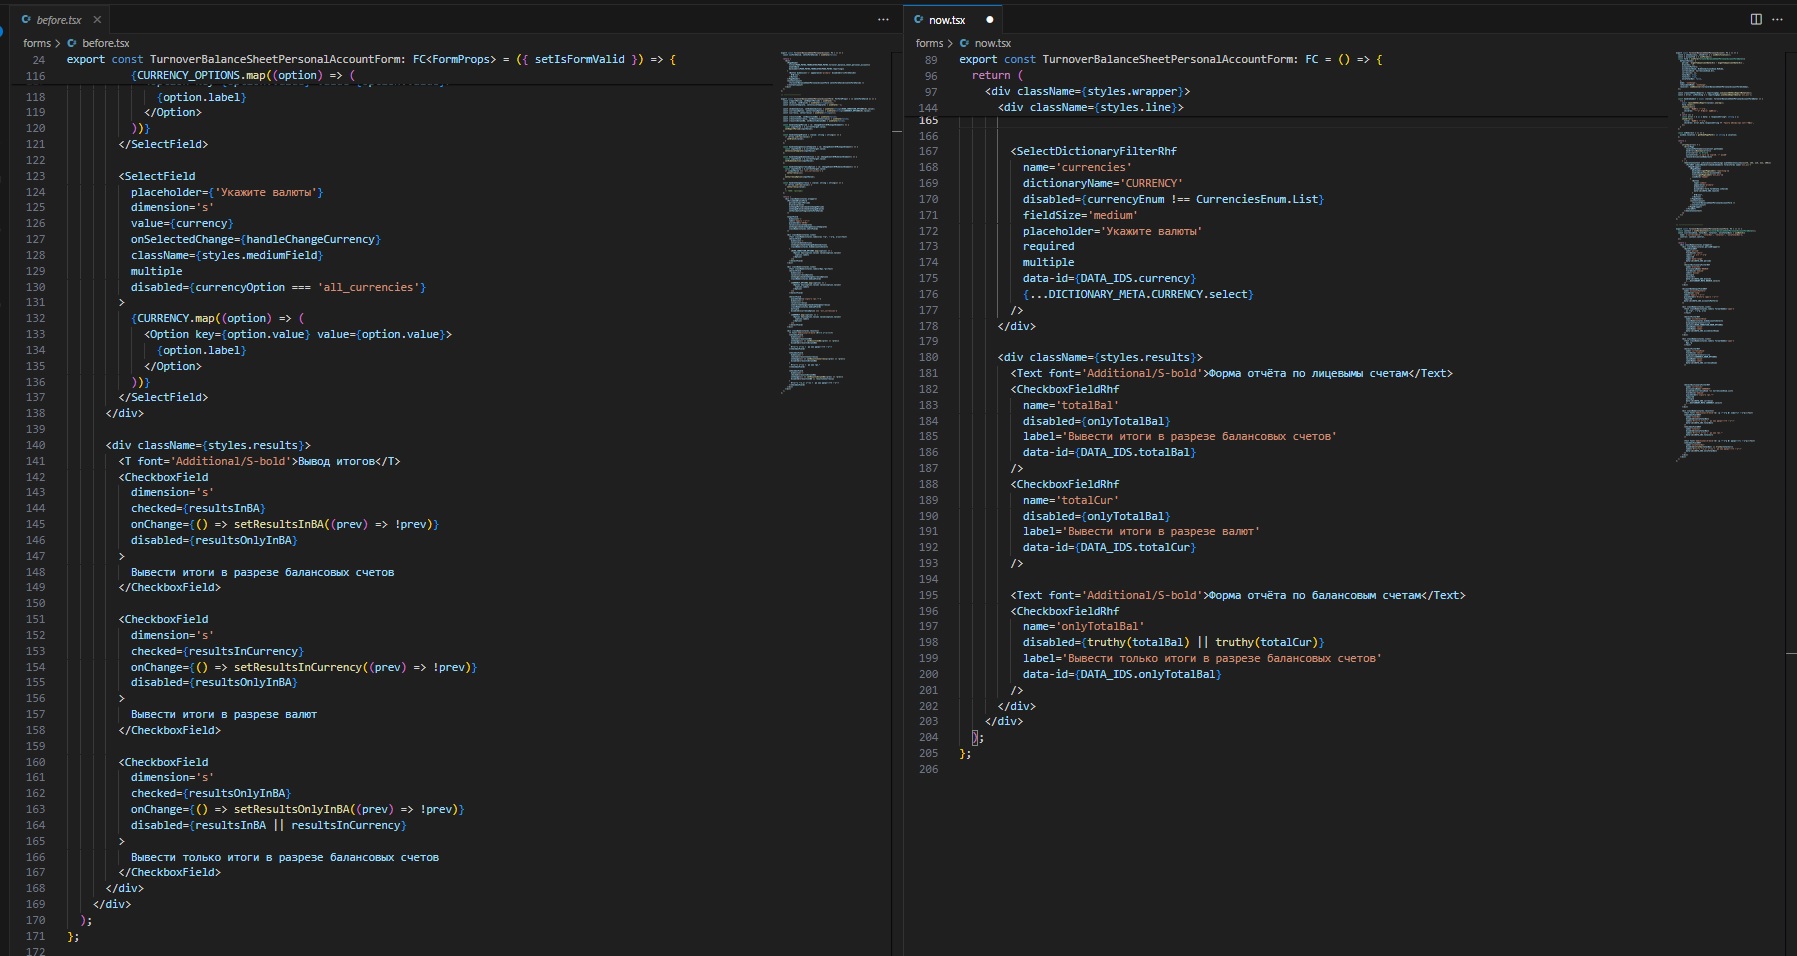 before.tsx
forms > before.tsx
24 export const TurnoverBalanceSheetPersonalAccountForm: FC<FormProps> = ({ setIsFormValid }) => {
116 {CURRENCY_OPTIONS.map((option) => (
118 {option.label}
119 </Option>
120 ))}
121 </SelectField>
122
123 <SelectField
124 placeholder={'Укажите валюты'}
125 dimension='s'
126 value={currency}
127 onSelectedChange={handleChangeCurrency}
128 className={styles.mediumField}
129 multiple
130 disabled={currencyOption === 'all_currencies'}
131 >
132 {CURRENCY.map((option) => (
133 <Option key={option.value} value={option.value}>
134 {option.label}
135 </Option>
136 ))}
137 </SelectField>
138 </div>
139
140 <div className={styles.results}>
141 <T font='Additional/S-bold'>Вывод итогов</T>
142 <CheckboxField
143 dimension='s'
144 checked={resultsInBA}
145 onChange={() => setResultsInBA((prev) => !prev)}
146 disabled={resultsOnlyInBA}
147 >
148 Вывести итоги в разрезе балансовых счетов
149 </CheckboxField>
150
151 <CheckboxField
152 dimension='s'
153 checked={resultsInCurrency}
154 onChange={() => setResultsInCurrency((prev) => !prev)}
155 disabled={resultsOnlyInBA}
156 >
157 Вывести итоги в разрезе валют
158 </CheckboxField>
159
160 <CheckboxField
161 dimension='s'
162 checked={resultsOnlyInBA}
163 onChange={() => setResultsOnlyInBA((prev) => !prev)}
164 disabled={resultsInBA || resultsInCurrency}
165 >
166 Вывести только итоги в разрезе балансовых счетов
167 </CheckboxField>
168 </div>
169 </div>
170 );
171 };
172
now.tsx
forms > now.tsx
89 export const TurnoverBalanceSheetPersonalAccountForm: FC = () => {
96 return (
97 <div className={styles.wrapper}>
144 <div className={styles.line}>
165
166
167 <SelectDictionaryFilterRhf
168 name='currencies'
169 dictionaryName='CURRENCY'
170 disabled={currencyEnum !== CurrenciesEnum.List}
171 fieldSize='medium'
172 placeholder='Укажите валюты'
173 required
174 multiple
175 data-id={DATA_IDS.currency}
176 {...DICTIONARY_META.CURRENCY.select}
177 />
178 </div>
179
180 <div className={styles.results}>
181 <Text font='Additional/S-bold'>Форма отчёта по лицевымы счетам</Text>
182 <CheckboxFieldRhf
183 name='totalBal'
184 disabled={onlyTotalBal}
185 label='Вывести итоги в разрезе балансовых счетов'
186 data-id={DATA_IDS.totalBal}
187 />
188 <CheckboxFieldRhf
189 name='totalCur'
190 disabled={onlyTotalBal}
191 label='Вывести итоги в разрезе валют'
192 data-id={DATA_IDS.totalCur}
193 />
194
195 <Text font='Additional/S-bold'>Форма отчёта по балансовым счетам</Text>
196 <CheckboxFieldRhf
197 name='onlyTotalBal'
198 disabled={truthy(totalBal) || truthy(totalCur)}
199 label='Вывести только итоги в разрезе балансовых счетов'
200 data-id={DATA_IDS.onlyTotalBal}
201 />
202 </div>
203 </div>
204 );
205 };
206